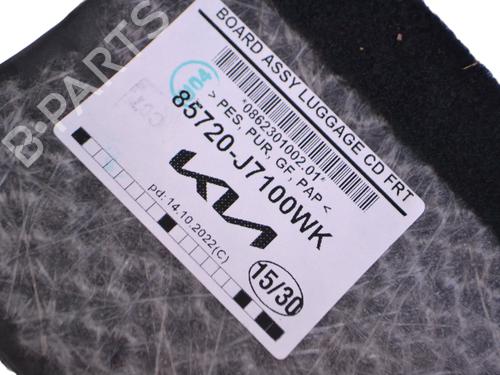 BOARD ASSY LUGGAGE CD FRT
*0862301002.01*
> PES, PUR, GF, PAP <
85720-J7100WK
KIA
pd: 14.10.2022(C)
15/30
B-PARTS